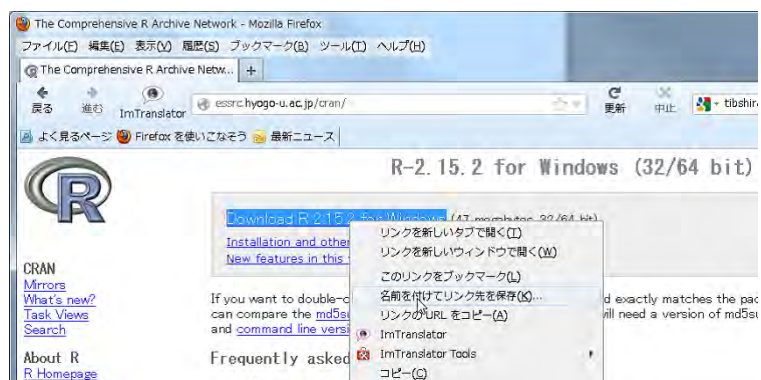 The Comprehensive R Archive Network - Mozilla Firefox
ファイル(F) 編集(E) 表示(V) 履歴(S) ブックマーク(B) ツール(T) ヘルプ(H)
The Comprehensive R Archive Netw... +
戻る 進む ImTranslator essrc.hyogo-u.ac.jp/cran/ 更新 中止 tibshira
よく見るページ Firefox を使いこなそう 最新ニュース
R-2.15.2 for Windows (32/64 bit)
R
Download R 2.15.2 for Windows (47 megabytes, 32/64 bit)
Installation and other
New features in this
リンクを新しいタブで開く(T)
リンクを新しいウィンドウで開く(W)
このリンクをブックマーク(L)
名前を付けてリンク先を保存(K)...
リンクの URL をコピー(A)
ImTranslator
ImTranslator Tools
コピー(C)
CRAN
Mirrors
What's new?
Task Views
Search
About R
R Homepage
If you want to double-c d exactly matches the pac
can compare the md5su ill need a version of md5su
and command line versi
Frequently asked